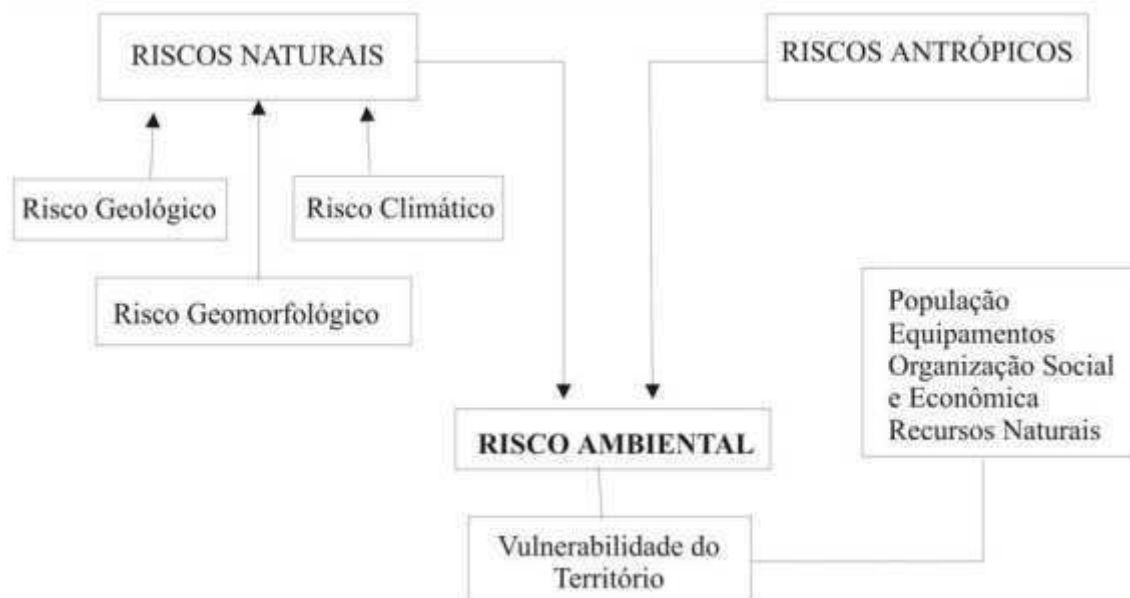 RISCOS NATURAIS
RISCOS ANTRÓPICOS
Risco Geológico
Risco Climático
Risco Geomorfológico
População
Equipamentos
Organização Social
e Econômica
Recursos Naturais
RISCO AMBIENTAL
Vulnerabilidade do
Território